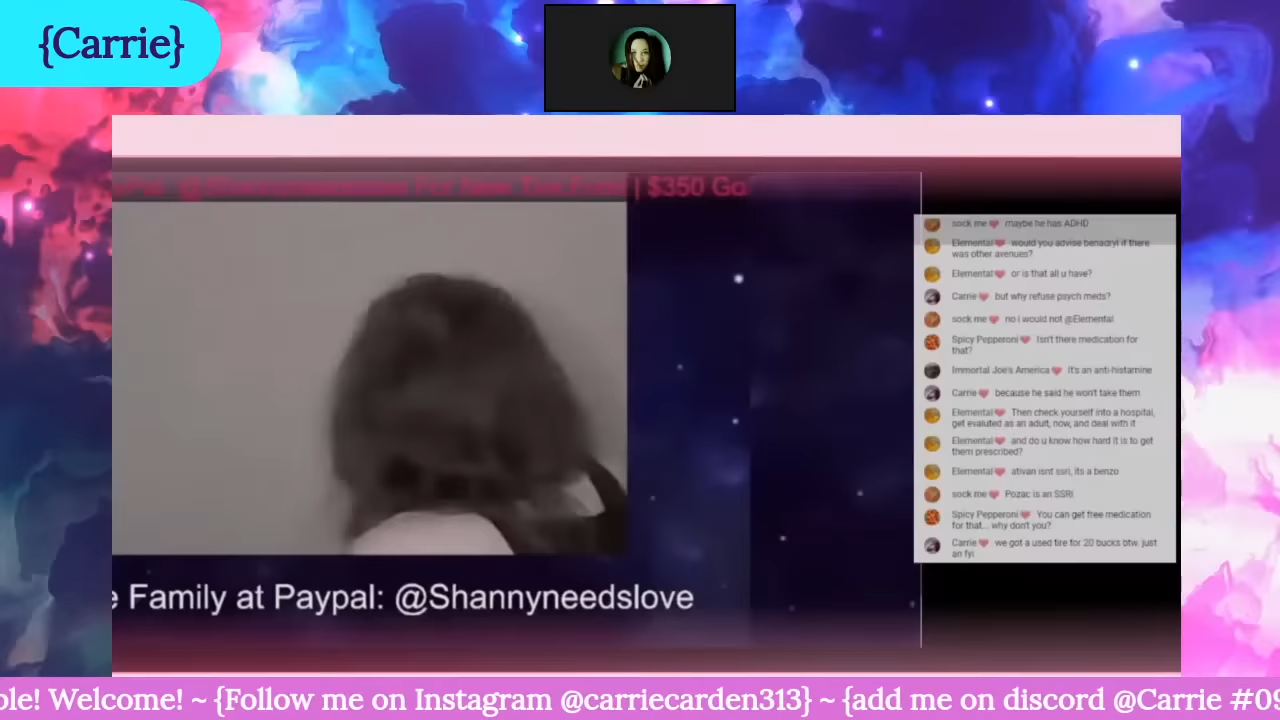 {Carrie}
| $350 Go
sock me maybe he has ADHD
Elemental would you advise benadryl if there
was other avenues?
Elemental or is that all u have?
Carrie but why refuse psych meds?
sock me no i would not @Elemental
Spicy Pepperoni Isn't there medication for
that?
Immortal Joe's America it's an anti-histamine
Carrie because he said he won't take them
Elemental Then check yourself into a hospital,
get evaluted as an adult, now, and deal with it
Elemental and do u know how hard it is to get
them prescribed?
Elemental ativan isnt ssri, its a benzo
sock me Pozac is an SSRI
Spicy Pepperoni You can get free medication
for that... why don't you?
Carrie we got a used tire for 20 bucks btw. just
an fyi
e Family at Paypal: @Shannyneedslove
ple! Welcome! ~ {Follow me on Instagram @carriecarden313} ~ {add me on discord @Carrie #09